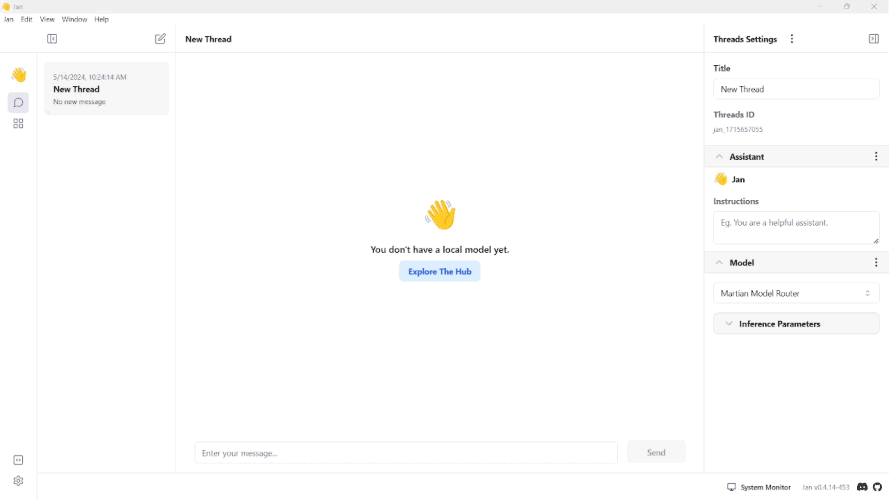 Jan
Jan Edit View Window Help
New Thread
Threads Settings
5/14/2024, 10:24:14 AM
New Thread
No new message
Title
New Thread
Threads ID
jan_1715657055
Assistant
Jan
Instructions
Eg. You are a helpful assistant.
You don't have a local model yet.
Explore The Hub
Model
Martian Model Router
Inference Parameters
Enter your message...
Send
System Monitor
Jan v0.4.14-453